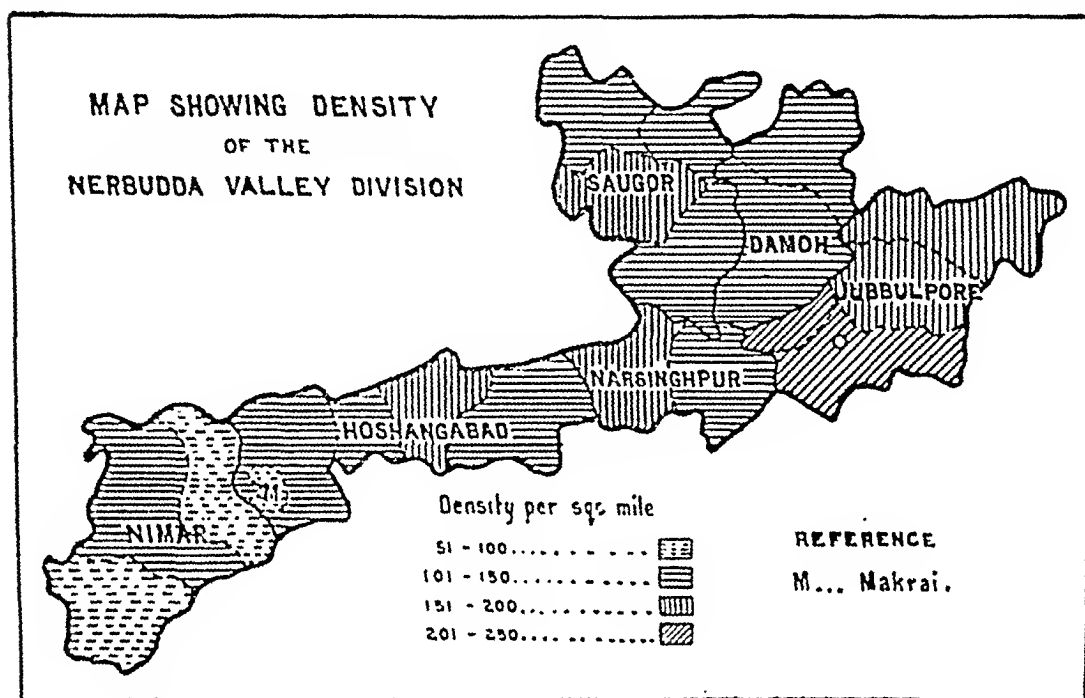 MAP SHOWING DENSITY
OF THE
NERBUDDA VALLEY DIVISION
SAUGOR
DAMOH
JUBBULPORE
NARSINGHPUR
HOSHANGABAD
NIMAR
Density per sqr mile
51 - 100
101 - 150
151 - 200
201 - 250
REFERENCE
M... Makrai.